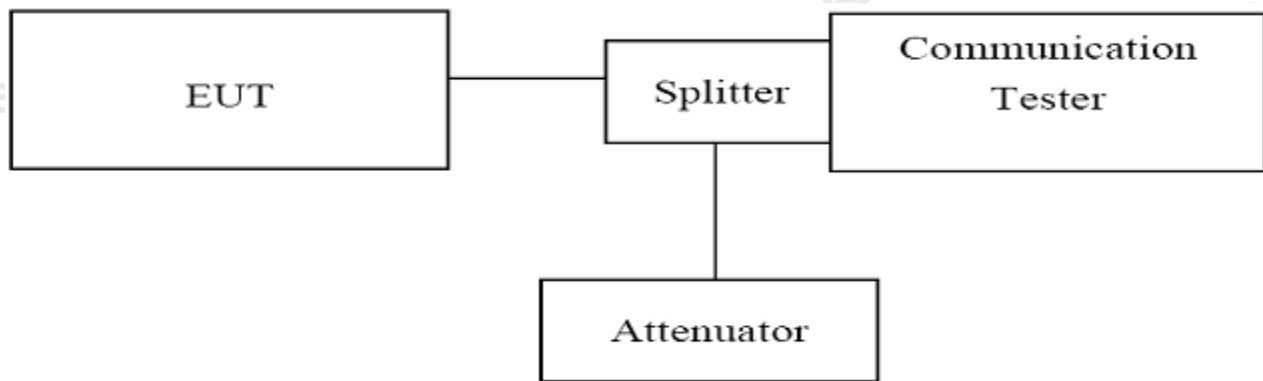 EUT
Splitter
Communication
Tester
Attenuator